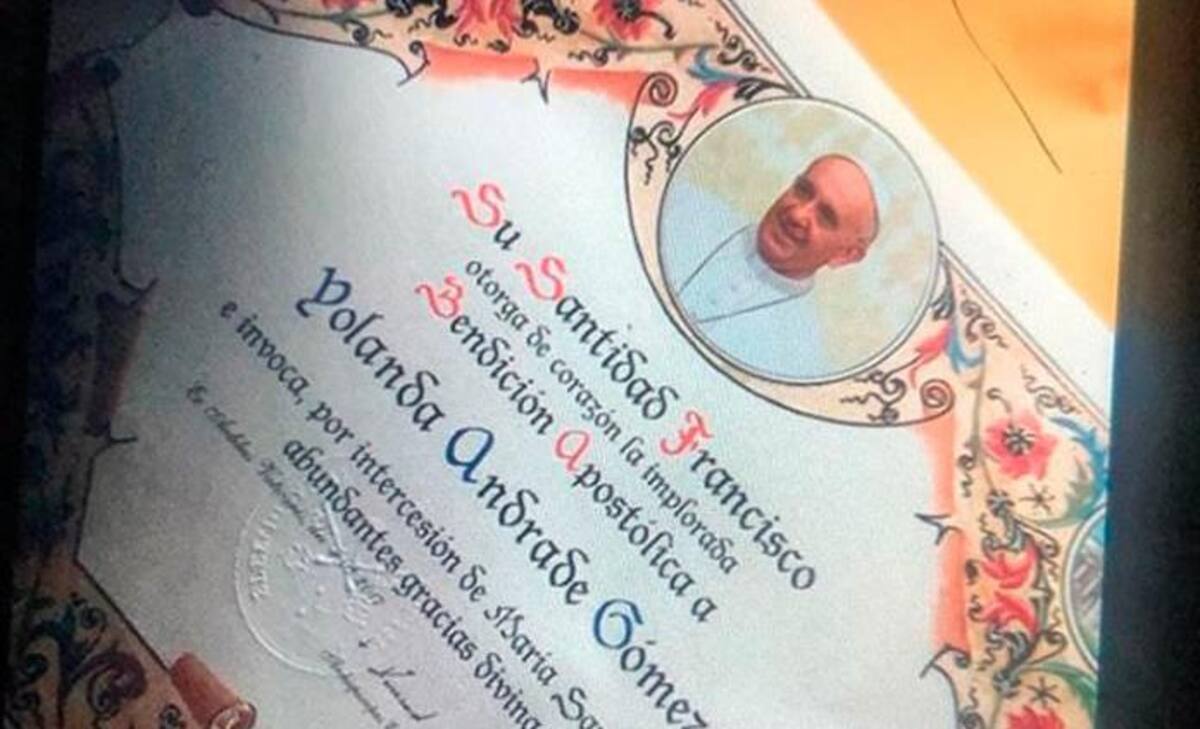 Su Santidad Francisco
otorga de corazón la implorada
Bendición Apostólica a
Yolanda Andrade Gómez
e invoca, por intercesión de María
abundantes gracias divina